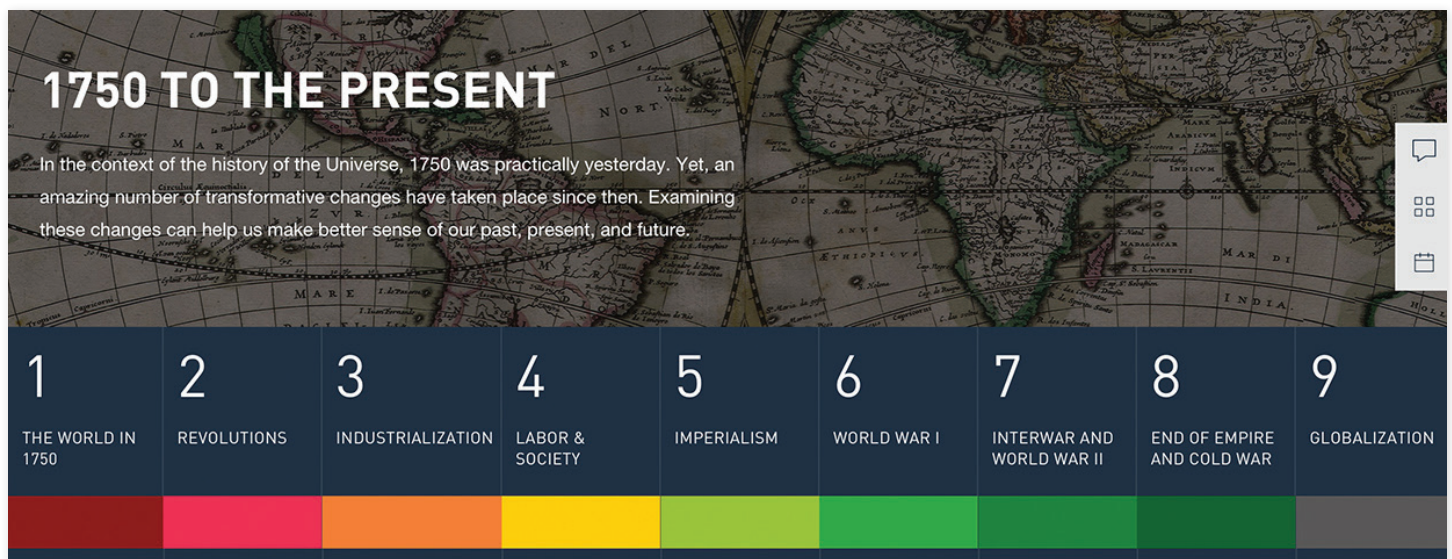 1750 TO THE PRESENT
In the context of the history of the Universe, 1750 was practically yesterday. Yet, an
amazing number of transformative changes have taken place since then. Examining
these changes can help us make better sense of our past, present, and future.
1
THE WORLD IN
1750
2
REVOLUTIONS
3
INDUSTRIALIZATION
4
LABOR &
SOCIETY
5
IMPERIALISM
6
WORLD WAR I
7
INTERWAR AND
WORLD WAR II
8
END OF EMPIRE
AND COLD WAR
9
GLOBALIZATION